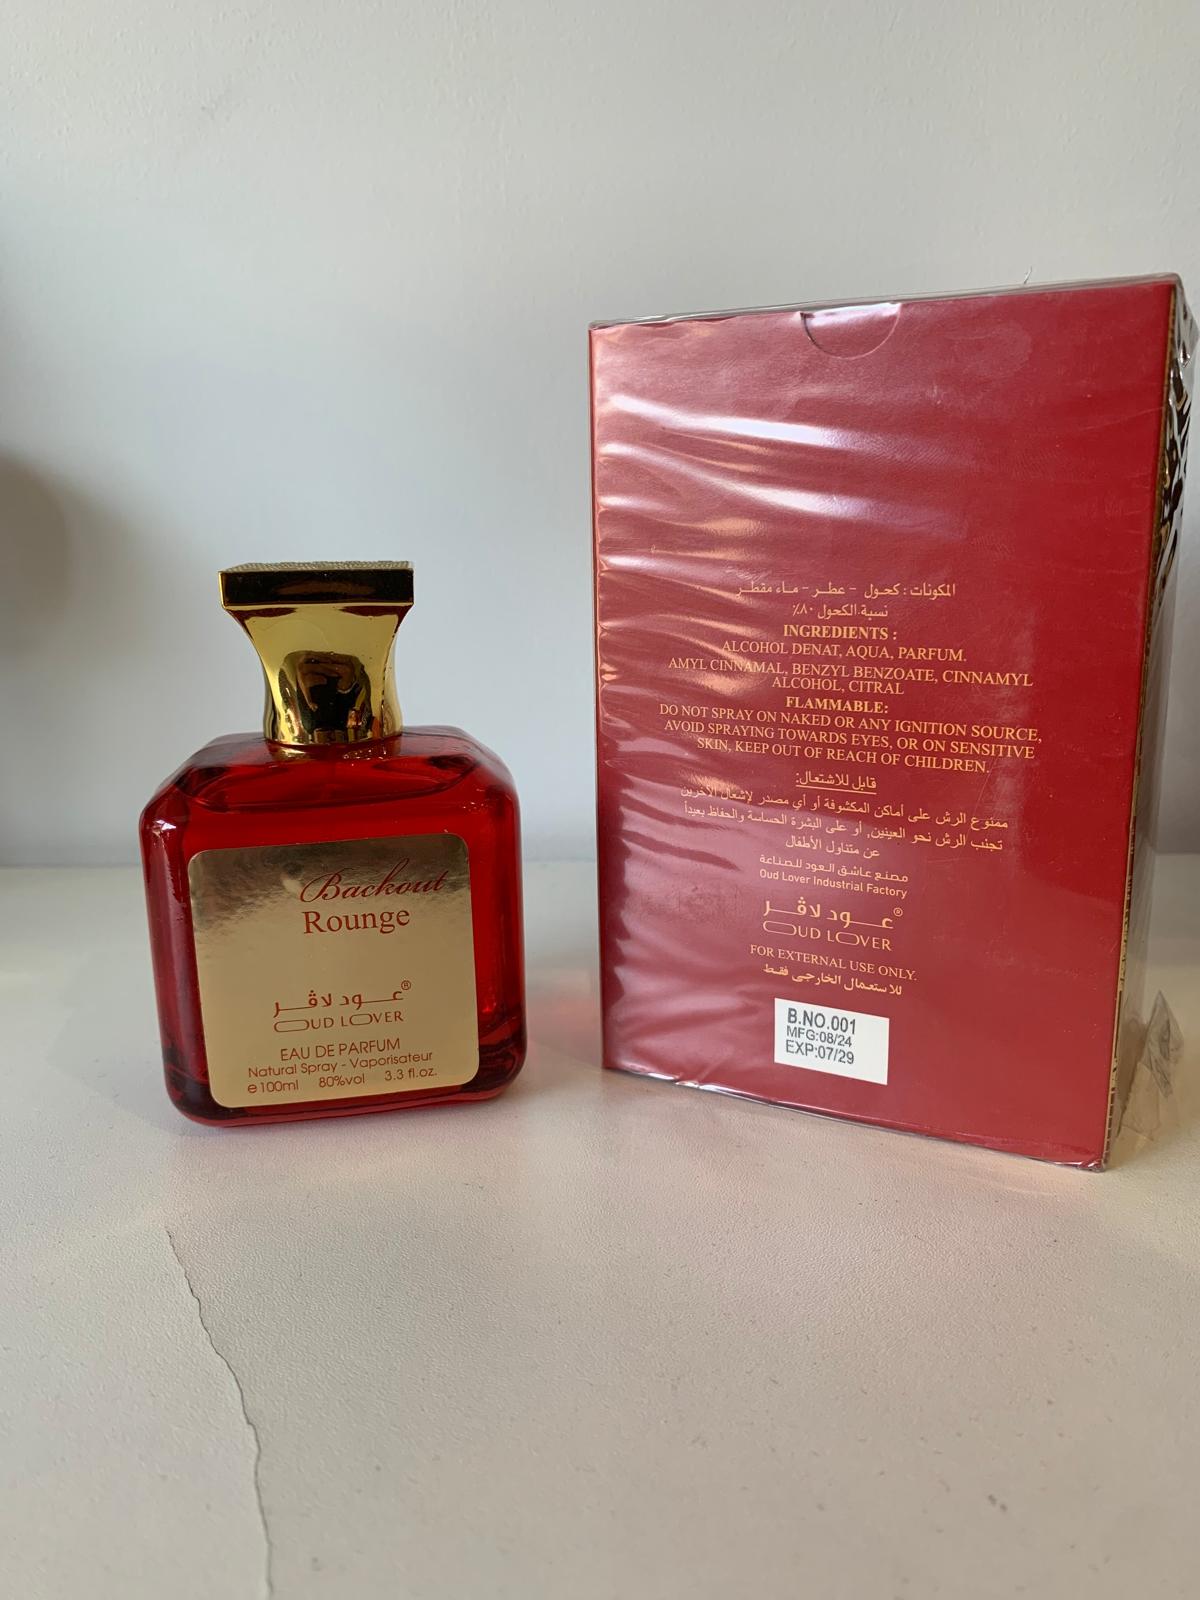 Backout
Rounge
عود لاڤر®
OUD LOVER
EAU DE PARFUM
Natural Spray - Vaporisateur
e100ml 80%vol 3.3 fl.oz.
المكونات : كحول - عطر - ماء مقطر
نسبة الكحول ٨٠٪
INGREDIENTS :
ALCOHOL DENAT, AQUA, PARFUM.
AMYL CINNAMAL, BENZYL BENZOATE, CINNAMYL
ALCOHOL, CITRAL
FLAMMABLE:
DO NOT SPRAY ON NAKED OR ANY IGNITION SOURCE,
AVOID SPRAYING TOWARDS EYES, OR ON SENSITIVE
SKIN, KEEP OUT OF REACH OF CHILDREN.
قابل للاشتعال:
ممنوع الرش على أماكن المكشوفة أو أي مصدر لإشعال الآخرين
تجنب الرش نحو العينين, أو على البشرة الحساسة والحفاظ بعيداً
عن متناول الأطفال
مصنع عاشق العود للصناعة
Oud Lover Industrial Factory
عود لاڤر®
OUD LOVER
FOR EXTERNAL USE ONLY.
للاستعمال الخارجى فقط
B.NO.001
MFG:08/24
EXP:07/29